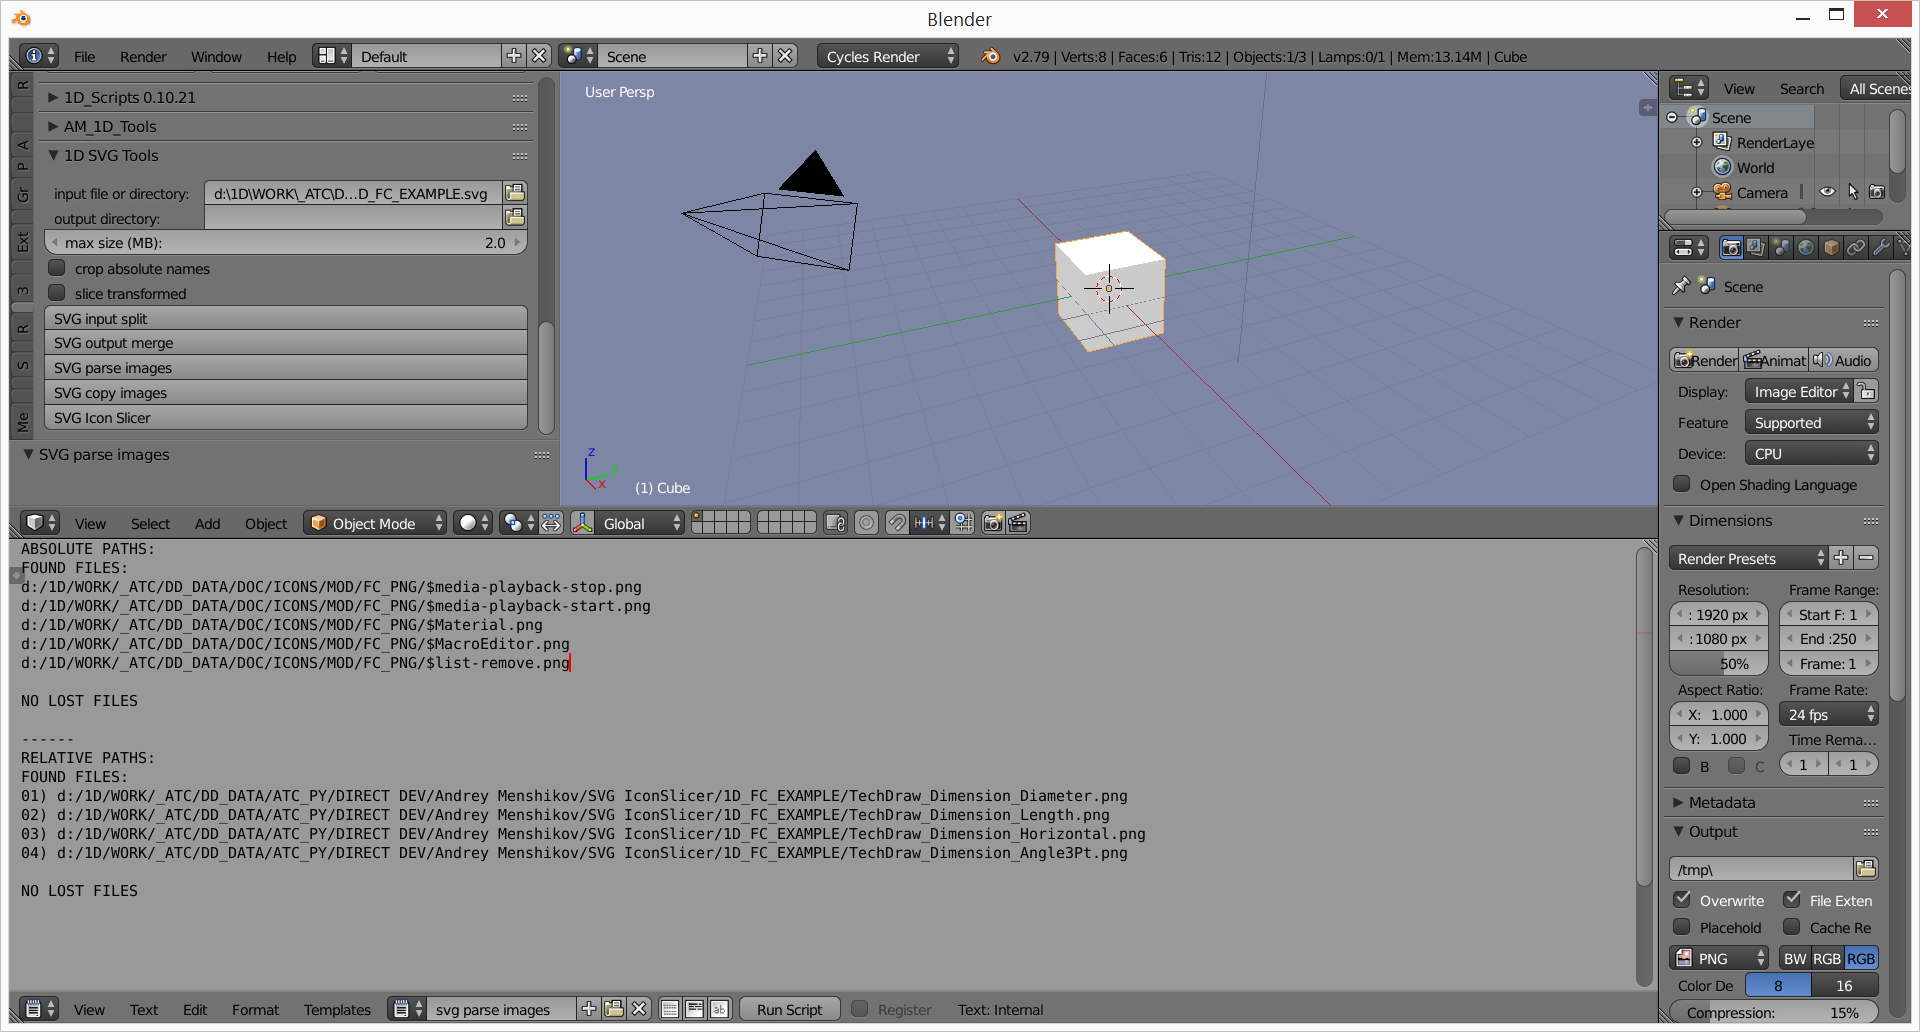 Blender
File Render Window Help Default Scene Cycles Render v2.79 | Verts:8 | Faces:6 | Tris:12 | Objects:1/3 | Lamps:0/1 | Mem:13.14M | Cube
R
A
P
Gr
Ext
3
R
S
Me
1D_Scripts 0.10.21
AM_1D_Tools
1D SVG Tools
input file or directory: d:\1D\WORK\_ATC\D...D_FC_EXAMPLE.svg
output directory:
max size (MB): 2.0
crop absolute names
slice transformed
SVG input split
SVG output merge
SVG parse images
SVG copy images
SVG Icon Slicer
SVG parse images
User Persp
z
y
x
(1) Cube
View Select Add Object Object Mode Global
ABSOLUTE PATHS:
FOUND FILES:
d:/1D/WORK/_ATC/DD_DATA/DOC/ICONS/MOD/FC_PNG/$media-playback-stop.png
d:/1D/WORK/_ATC/DD_DATA/DOC/ICONS/MOD/FC_PNG/$media-playback-start.png
d:/1D/WORK/_ATC/DD_DATA/DOC/ICONS/MOD/FC_PNG/$Material.png
d:/1D/WORK/_ATC/DD_DATA/DOC/ICONS/MOD/FC_PNG/$MacroEditor.png
d:/1D/WORK/_ATC/DD_DATA/DOC/ICONS/MOD/FC_PNG/$list-remove.png
NO LOST FILES
------
RELATIVE PATHS:
FOUND FILES:
01) d:/1D/WORK/_ATC/DD_DATA/ATC_PY/DIRECT DEV/Andrey Menshikov/SVG IconSlicer/1D_FC_EXAMPLE/TechDraw_Dimension_Diameter.png
02) d:/1D/WORK/_ATC/DD_DATA/ATC_PY/DIRECT DEV/Andrey Menshikov/SVG IconSlicer/1D_FC_EXAMPLE/TechDraw_Dimension_Length.png
03) d:/1D/WORK/_ATC/DD_DATA/ATC_PY/DIRECT DEV/Andrey Menshikov/SVG IconSlicer/1D_FC_EXAMPLE/TechDraw_Dimension_Horizontal.png
04) d:/1D/WORK/_ATC/DD_DATA/ATC_PY/DIRECT DEV/Andrey Menshikov/SVG IconSlicer/1D_FC_EXAMPLE/TechDraw_Dimension_Angle3Pt.png
NO LOST FILES
View Text Edit Format Templates svg parse images ab Run Script Register Text: Internal
View Search All Scenes
Scene
RenderLaye
World
Camera
Scene
Render
Render Animat Audio
Display: Image Editor
Feature Supported
Device: CPU
Open Shading Language
Dimensions
Render Presets
Resolution: Frame Range:
: 1920 px Start F: 1
:1080 px End :250
50% Frame: 1
Aspect Ratio: Frame Rate:
X: 1.000 24 fps
Y: 1.000 Time Rema...
B C 1 1
Metadata
Output
/tmp\
Overwrite File Exten
Placehold Cache Re
PNG BW RGB RGB
Color De 8 16
Compression: 15%